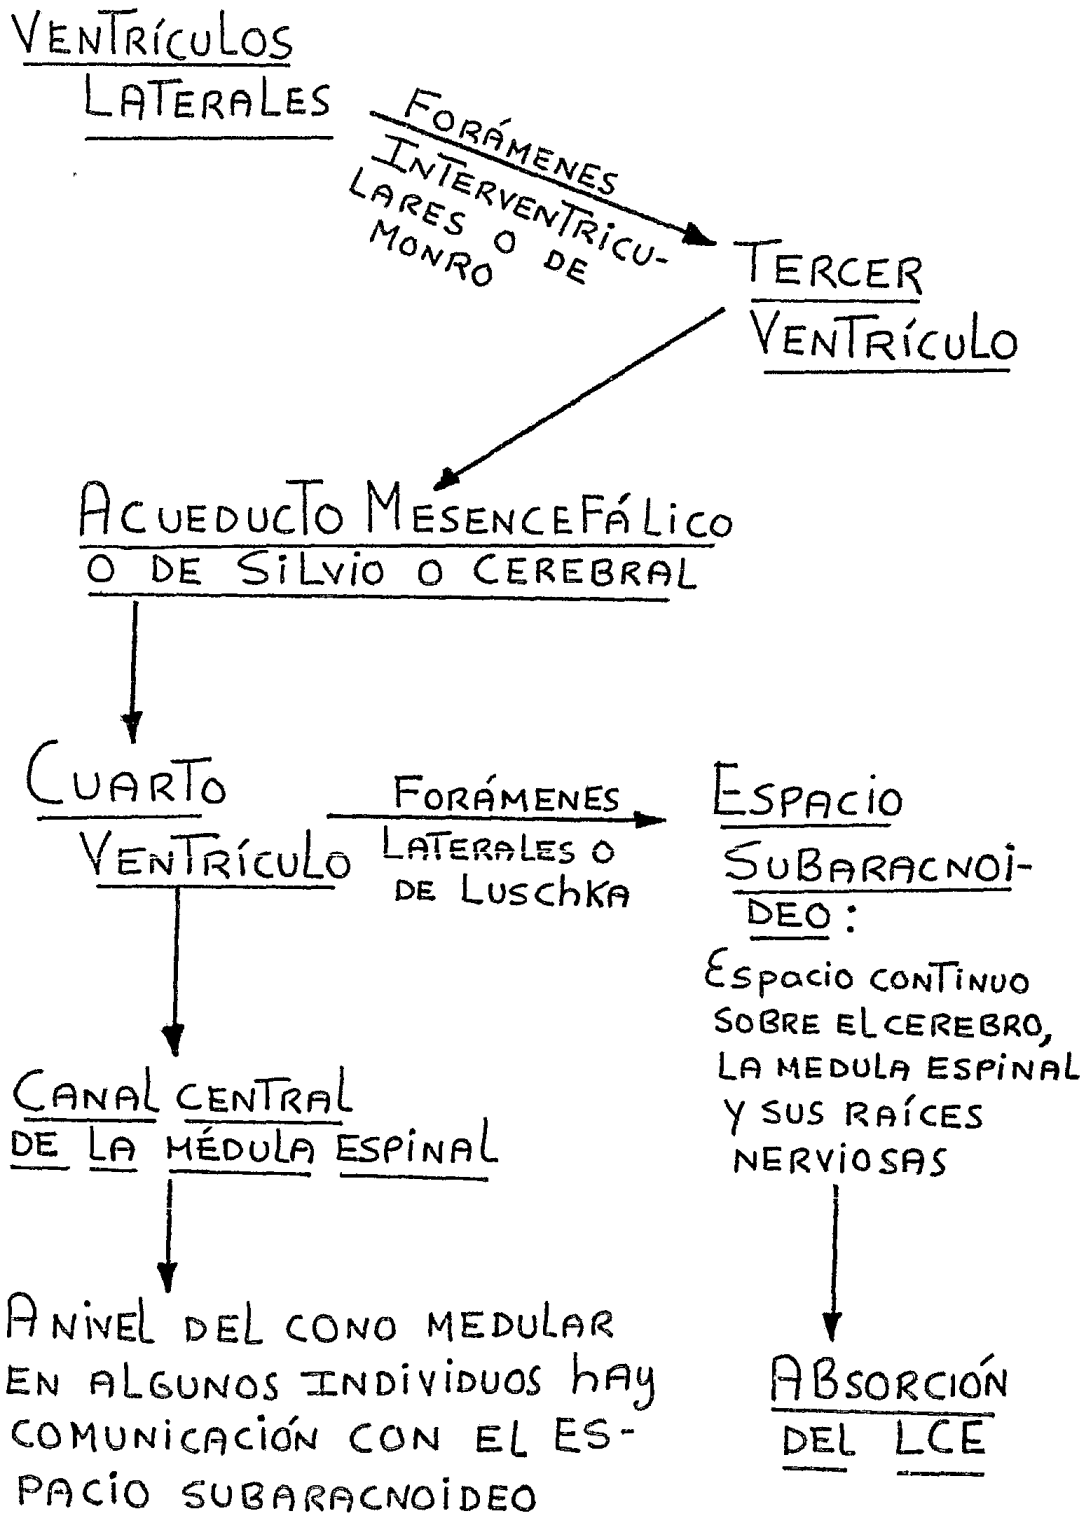 VENTRÍCULOS
LATERALES
FORÁMENES
INTERVENTRICU-
LARES O DE
MONRO
TERCER
VENTRÍCULO
ACUEDUCTO MESENCEFÁLICO
O DE SILVIO O CEREBRAL
CUARTO
VENTRÍCULO
FORÁMENES
LATERALES O
DE LUSCHKA
ESPACIO
SUBARACNOI-
DEO:
Espacio CONTINUO
SOBRE EL CEREBRO,
LA MEDULA ESPINAL
Y SUS RAÍCES
NERVIOSAS
CANAL CENTRAL
DE LA MÉDULA ESPINAL
A NIVEL DEL CONO MEDULAR
EN ALGUNOS INDIVIDUOS hAy
COMUNICACIÓN CON EL ES-
PACIO SUBARACNOIDEO
ABSORCIÓN
DEL LCE